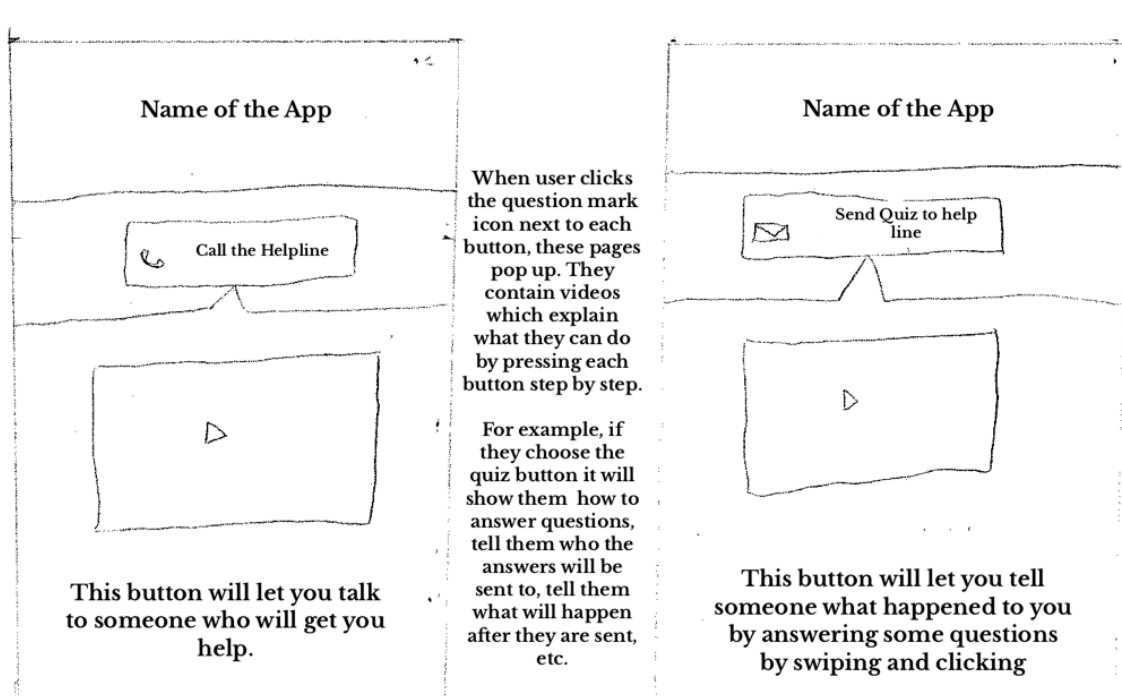 Name of the App
Call the Helpline
This button will let you talk
to someone who will get you
help.
When user clicks
the question mark
icon next to each
button, these pages
pop up. They
contain videos
which explain
what they can do
by pressing each
button step by step.
For example, if
they choose the
quiz button it will
show them how to
answer questions,
tell them who the
answers will be
sent to, tell them
what will happen
after they are sent,
etc.
Name of the App
Send Quiz to help
line
This button will let you tell
someone what happened to you
by answering some questions
by swiping and clicking